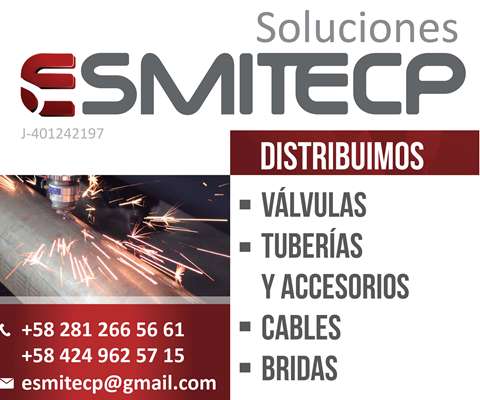 Soluciones
ESMITECP
J-401242197
DISTRIBUIMOS
VÁLVULAS
TUBERÍAS
Y ACCESORIOS
CABLES
BRIDAS
+58 281 266 56 61
+58 424 962 57 15
esmitecp@gmail.com